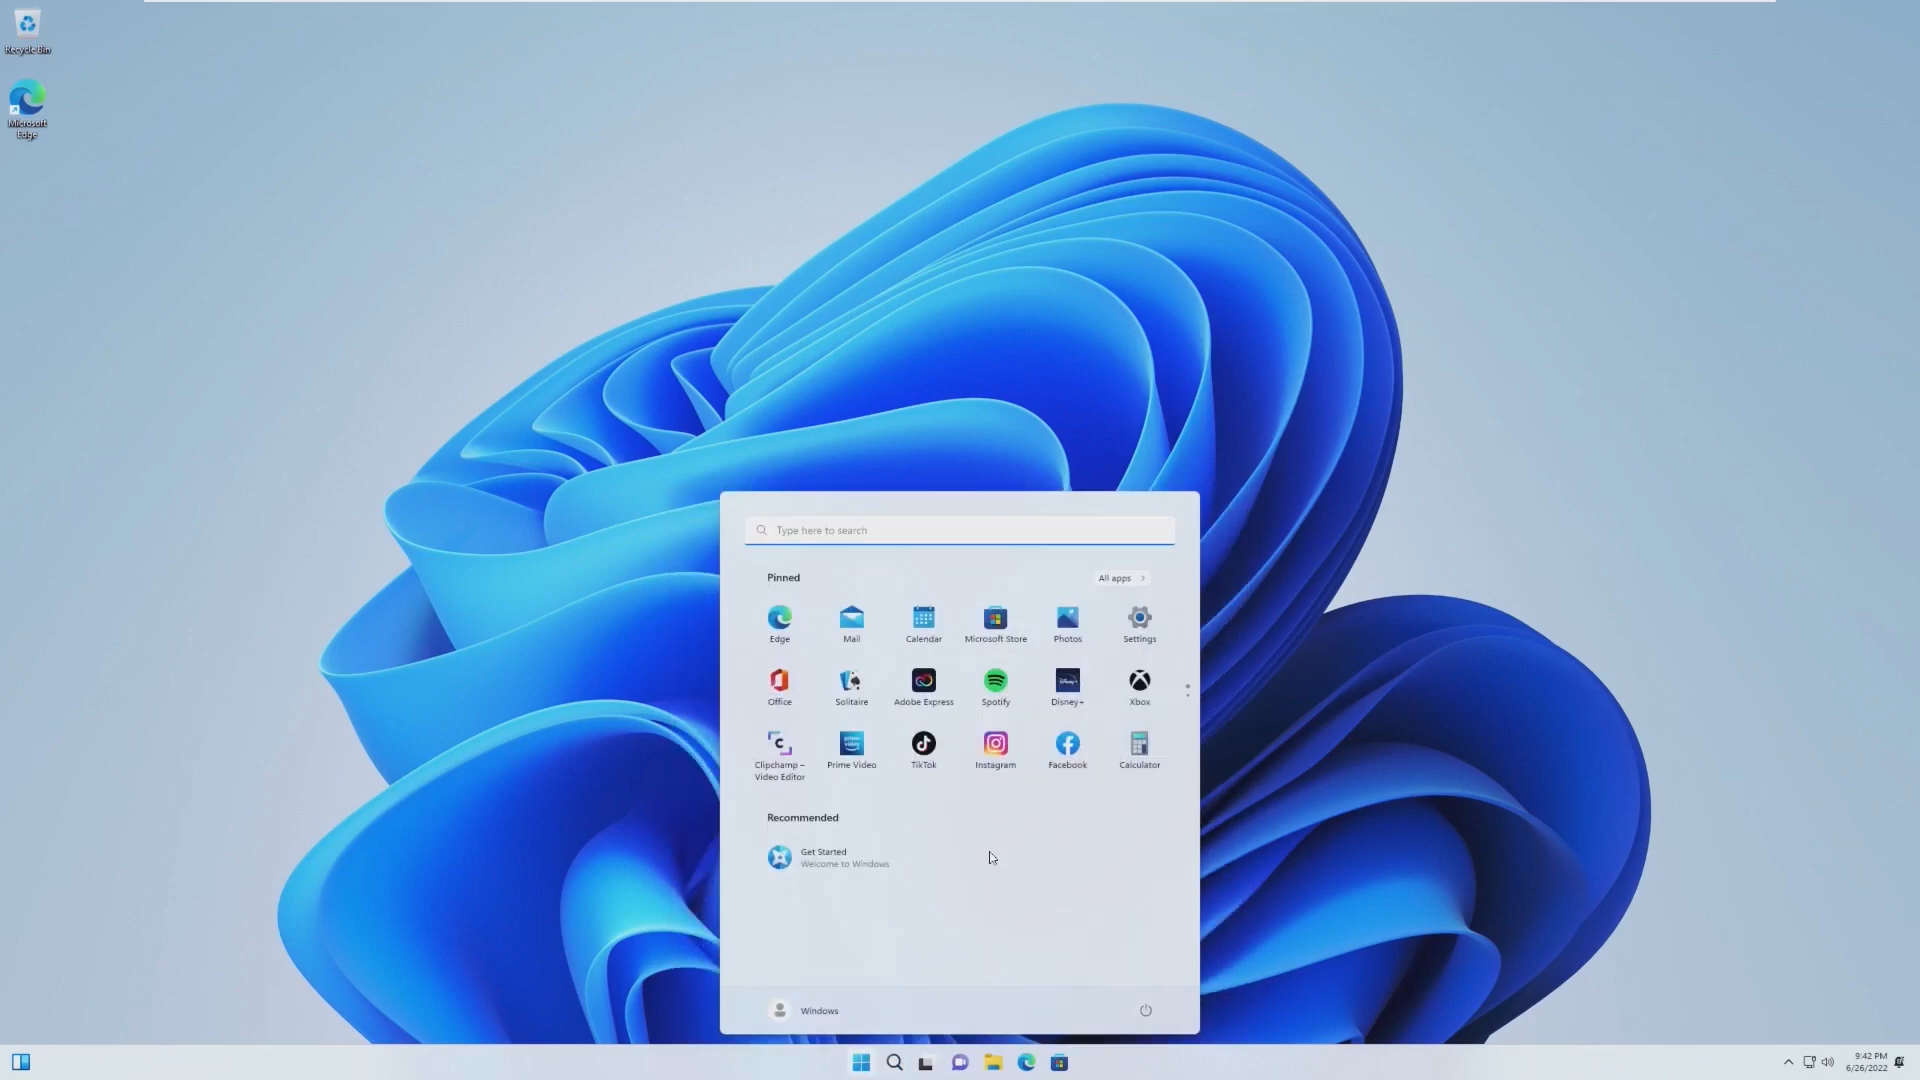 Recycle Bin
Microsoft
Edge
Type here to search
Pinned
All apps
Edge
Mail
Calendar
Microsoft Store
Photos
Settings
Office
Solitaire
Adobe Express
Spotify
Disney+
Xbox
Clipchamp –
Video Editor
Prime Video
TikTok
Instagram
Facebook
Calculator
Recommended
Get Started
Welcome to Windows
Windows
9:42 PM
6/26/2022